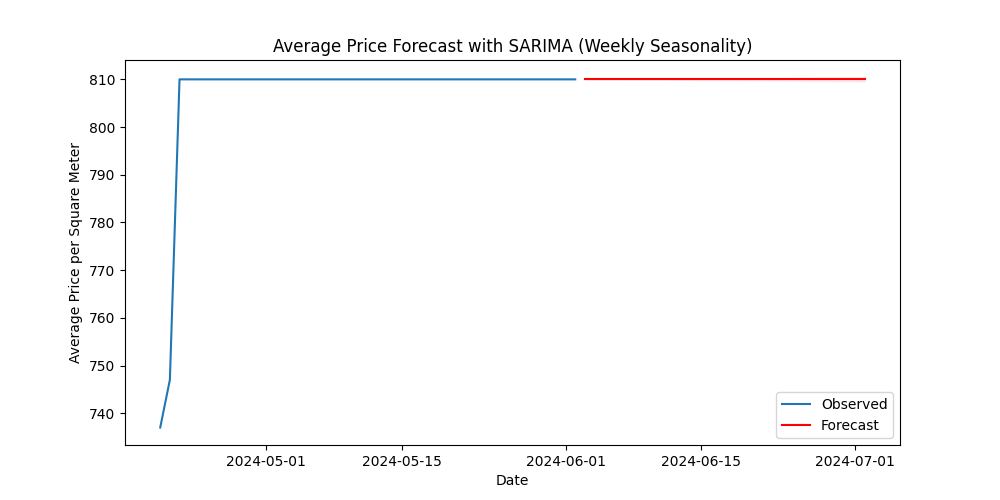 Average Price Forecast with SARIMA (Weekly Seasonality)
Average Price per Square Meter
810
800
790
780
770
760
750
740
2024-05-01 2024-05-15 2024-06-01 2024-06-15 2024-07-01
Date
Observed
Forecast